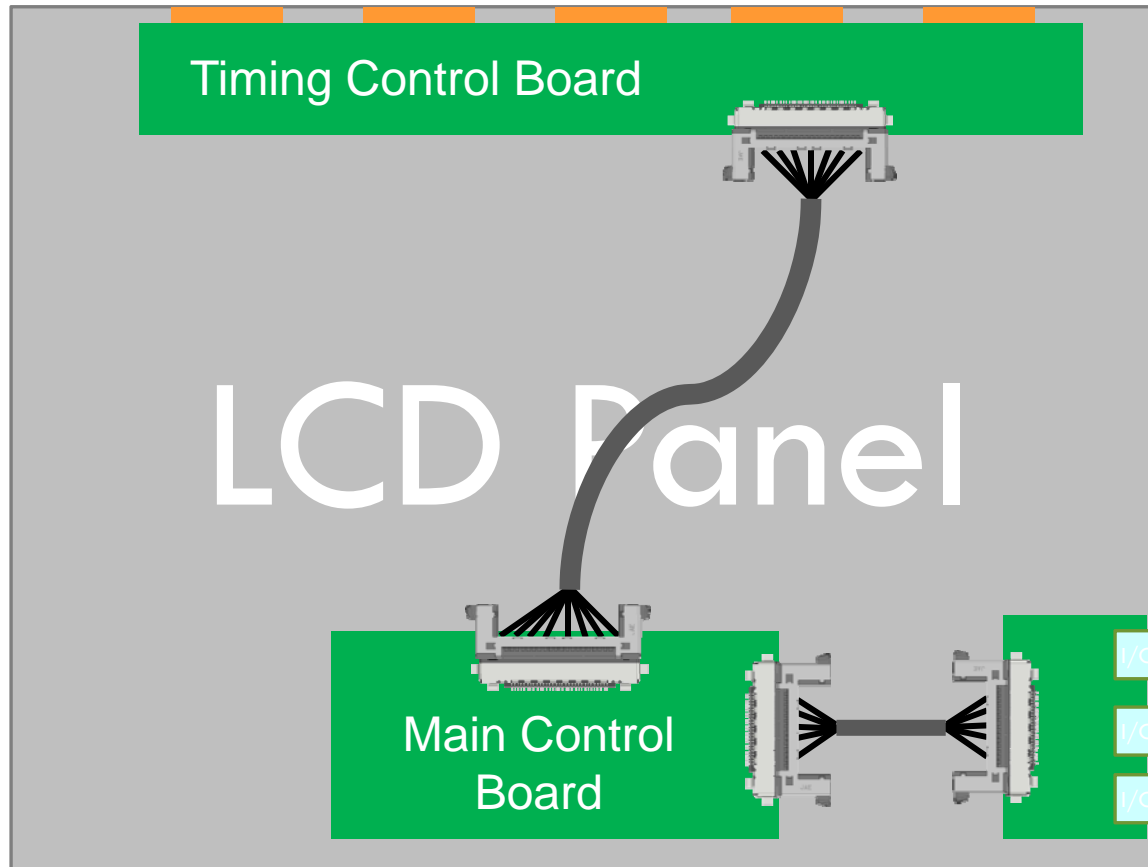 Timing Control Board
LCD Panel
Main Control
Board
I/O
I/O
I/O